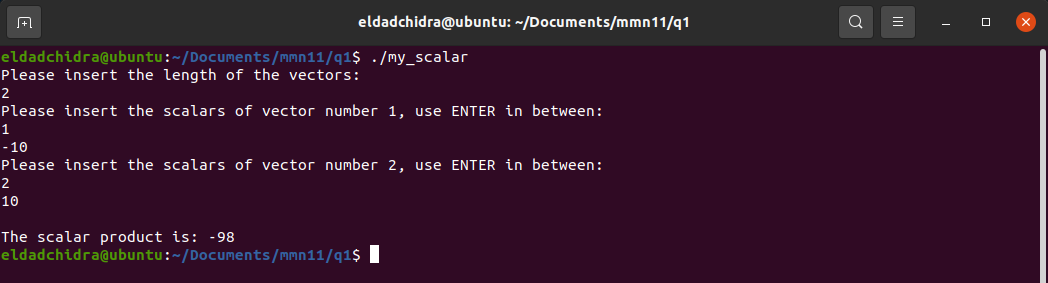 eldadchidra@ubuntu: ~/Documents/mmn11/q1
eldadchidra@ubuntu:~/Documents/mmn11/q1$ ./my_scalar
Please insert the length of the vectors:
2
Please insert the scalars of vector number 1, use ENTER in between:
1
-10
Please insert the scalars of vector number 2, use ENTER in between:
2
10
The scalar product is: -98
eldadchidra@ubuntu:~/Documents/mmn11/q1$